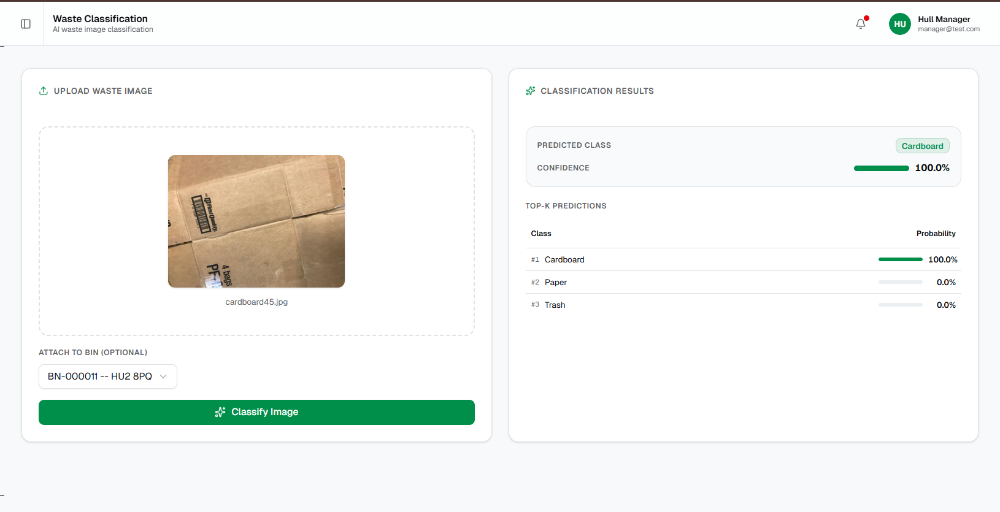 Waste Classification
AI waste image classification
HU
Hull Manager
manager@test.com
UPLOAD WASTE IMAGE
First Quality
4 bags
cardboard45.jpg
ATTACH TO BIN (OPTIONAL)
BN-000011 -- HU2 8PQ
Classify Image
CLASSIFICATION RESULTS
PREDICTED CLASS
Cardboard
CONFIDENCE
100.0%
TOP-K PREDICTIONS
Class Probability
#1 Cardboard 100.0%
#2 Paper 0.0%
#3 Trash 0.0%